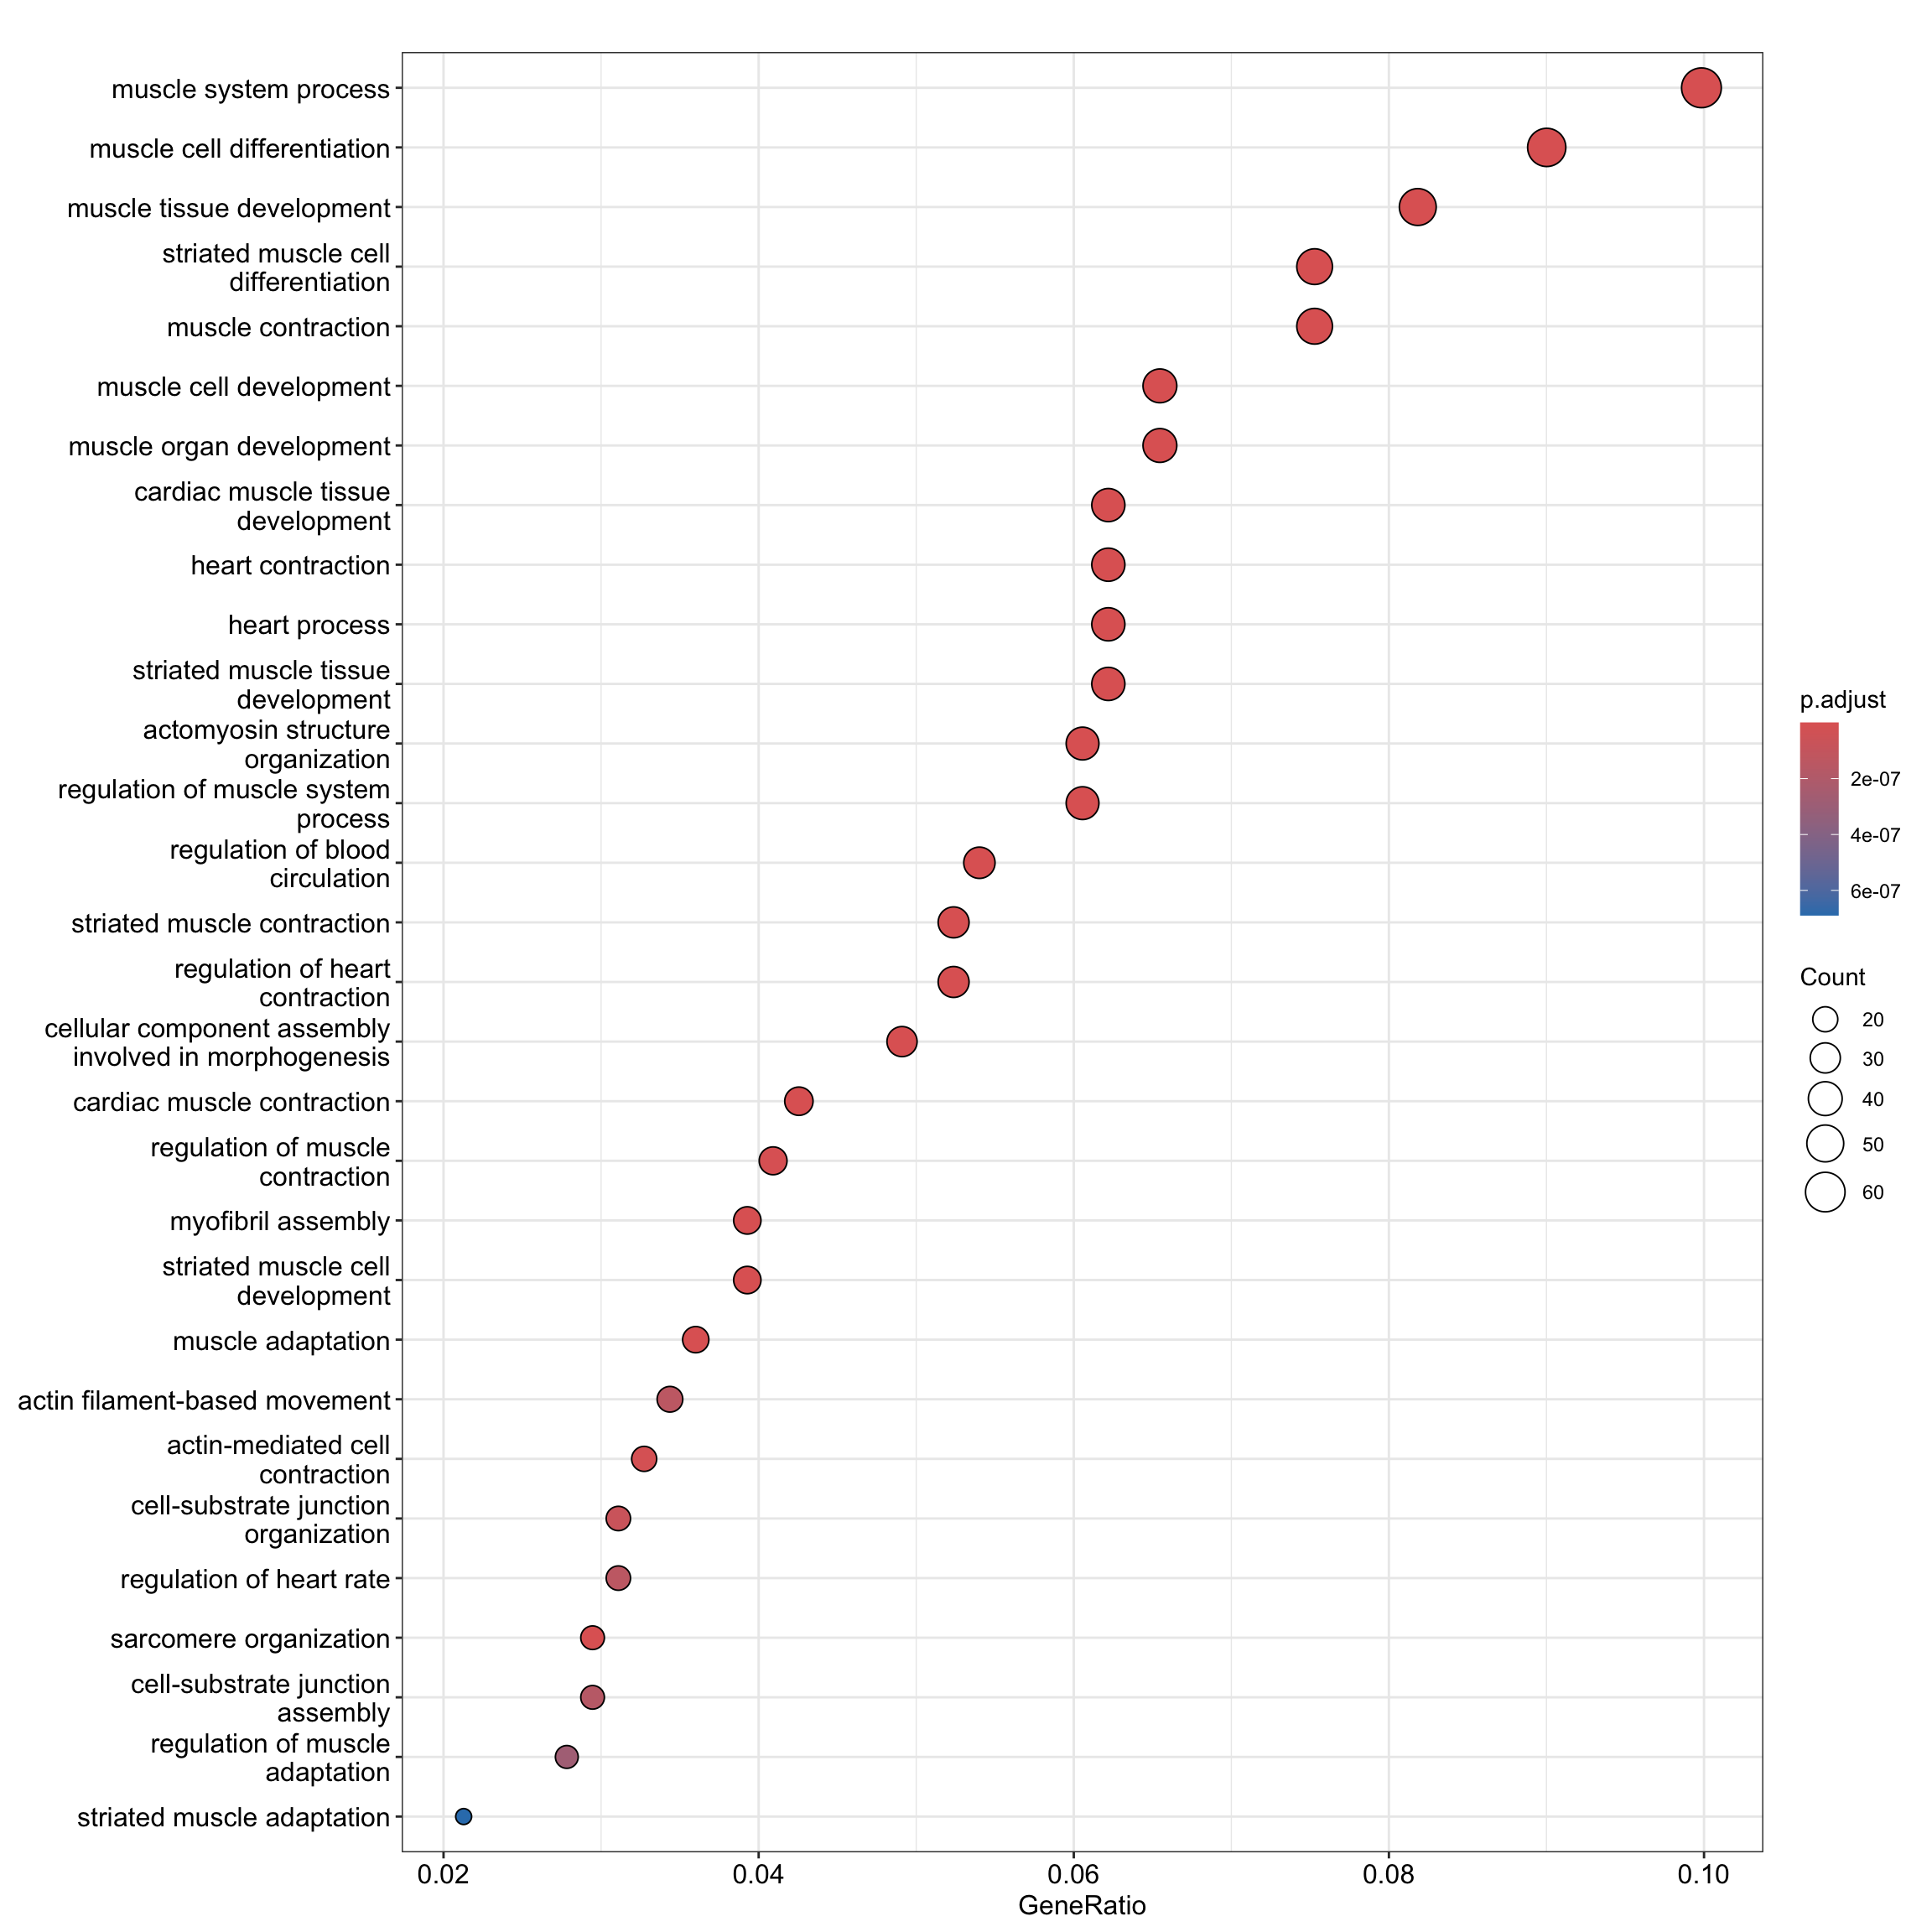 muscle system process
muscle cell differentiation
muscle tissue development
striated muscle cell
differentiation
muscle contraction
muscle cell development
muscle organ development
cardiac muscle tissue
development
heart contraction
heart process
striated muscle tissue
development
actomyosin structure
organization
regulation of muscle system
process
regulation of blood
circulation
striated muscle contraction
regulation of heart
contraction
cellular component assembly
involved in morphogenesis
cardiac muscle contraction
regulation of muscle
contraction
myofibril assembly
striated muscle cell
development
muscle adaptation
actin filament-based movement
actin-mediated cell
contraction
cell-substrate junction
organization
regulation of heart rate
sarcomere organization
cell-substrate junction
assembly
regulation of muscle
adaptation
striated muscle adaptation
0.02 0.04 0.06 0.08 0.10
GeneRatio
p.adjust
2e-07
4e-07
6e-07
Count
20
30
40
50
60